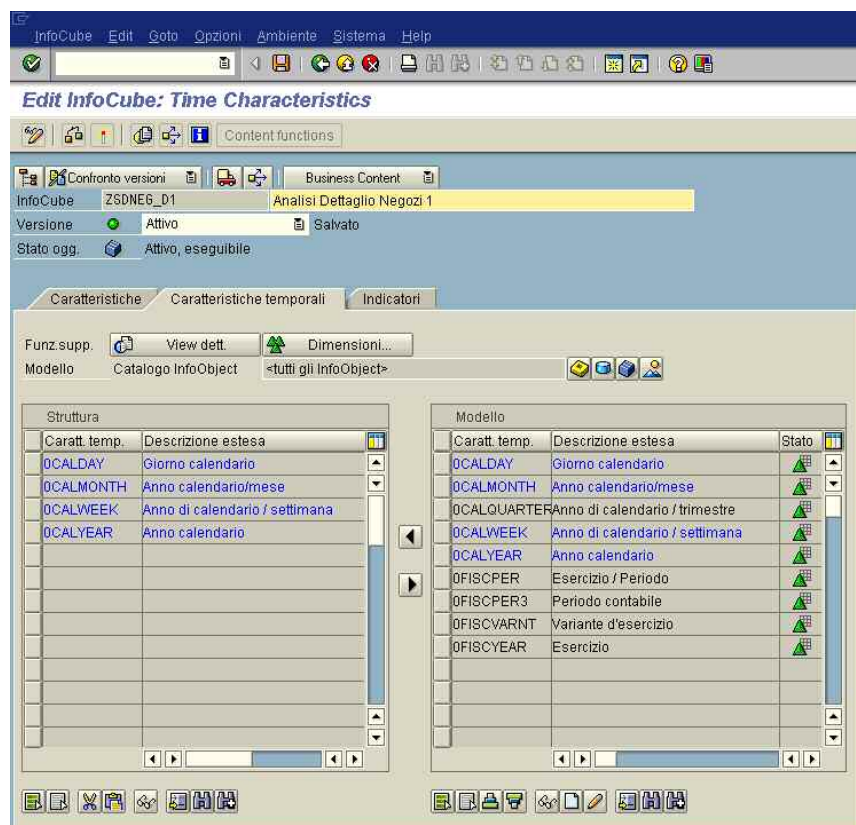 InfoCube Edit Goto Opzioni Ambiente Sistema Help
Edit InfoCube: Time Characteristics
Content functions
Confronto versioni Business Content
InfoCube ZSDNEG_D1 Analisi Dettaglio Negozi 1
Versione Attivo Salvato
Stato ogg. Attivo, eseguibile
Caratteristiche Caratteristiche temporali Indicatori
Funz.supp. View dett. Dimensioni...
Modello Catalogo InfoObject <tutti gli InfoObject>
Struttura
Caratt. temp. Descrizione estesa
0CALDAY Giorno calendario
0CALMONTH Anno calendario/mese
0CALWEEK Anno di calendario / settimana
0CALYEAR Anno calendario
Modello
Caratt. temp. Descrizione estesa Stato
0CALDAY Giorno calendario
0CALMONTH Anno calendario/mese
0CALQUARTER Anno di calendario / trimestre
0CALWEEK Anno di calendario / settimana
0CALYEAR Anno calendario
0FISCPER Esercizio / Periodo
0FISCPER3 Periodo contabile
0FISCVARNT Variante d'esercizio
0FISCYEAR Esercizio